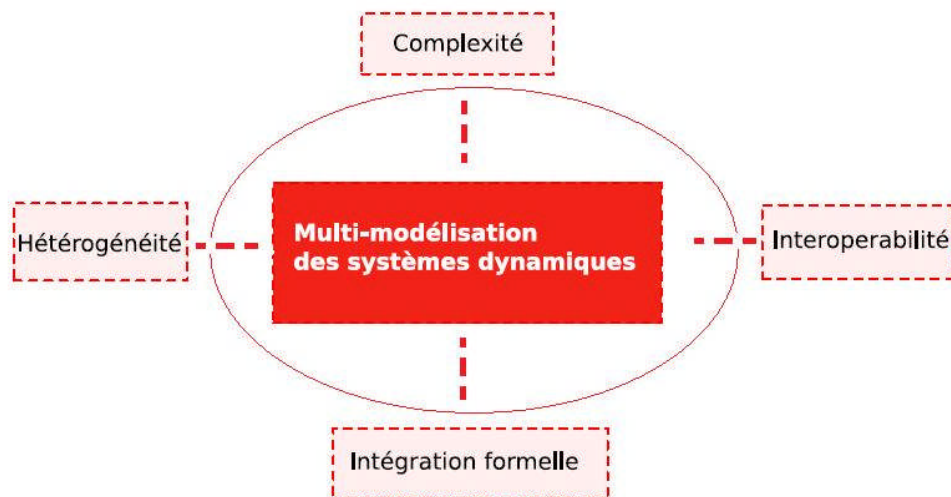 Complexité
Hétérogénéité
Multi-modélisation
des systèmes dynamiques
Interoperabilité
Intégration formelle